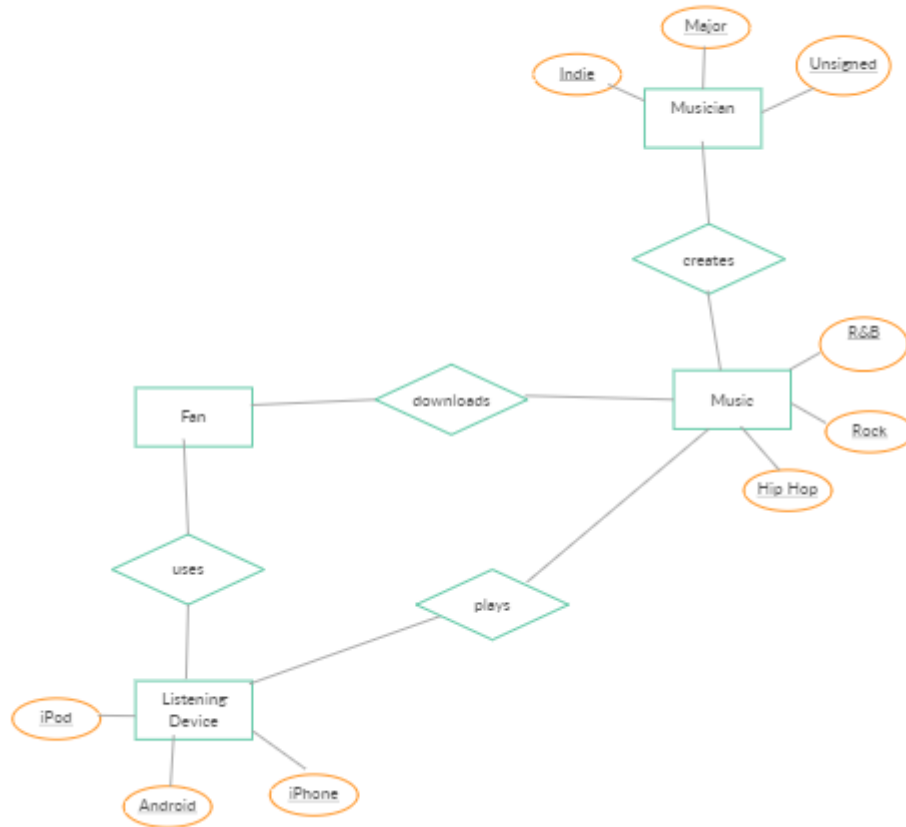 Major
Indie
Unsigned
Musician
creates
R&B
Fan
downloads
Music
Rock
Hip Hop
uses
plays
Listening
Device
iPod
Android
iPhone